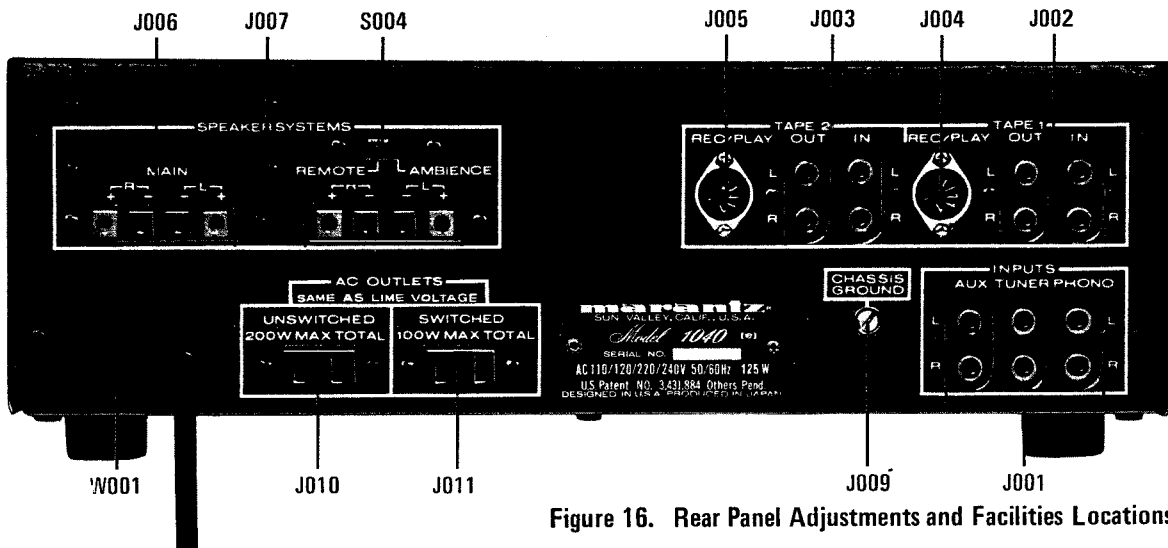 J006 J007 S004 J005 J003 J004 J002
SPEAKER SYSTEMS
MAIN
R L
+ - - +
REMOTE AMBIENCE
R L
+ - - +
TAPE 2 TAPE 1
REC/PLAY OUT IN REC/PLAY OUT IN
L L
R R
AC OUTLETS
SAME AS LIME VOLTAGE
UNSWITCHED
200W MAX TOTAL
SWITCHED
100W MAX TOTAL
marantz
SUN VALLEY, CALIF., U.S.A.
Model 1040
SERIAL NO.
AC 110/120/220/240V 50/60Hz 125W
U.S. Patent NO. 3,431,884 Others Pend.
DESIGNED IN U.S.A. PRODUCED IN JAPAN
CHASSIS
GROUND
INPUTS
AUX TUNER PHONO
L L
R R
W001 J010 J011 J009 J001
Figure 16. Rear Panel Adjustments and Facilities Locations